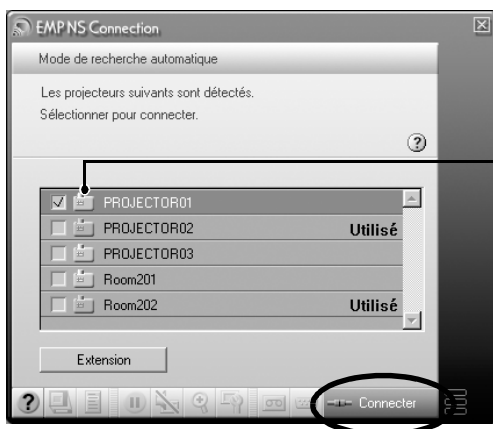 EMP NS Connection
Mode de recherche automatique
Les projecteurs suivants sont détectés.
Sélectionner pour connecter.
?
PROJECTOR01
PROJECTOR02 Utilisé
PROJECTOR03
Room201
Room202 Utilisé
Extension
? Connecter